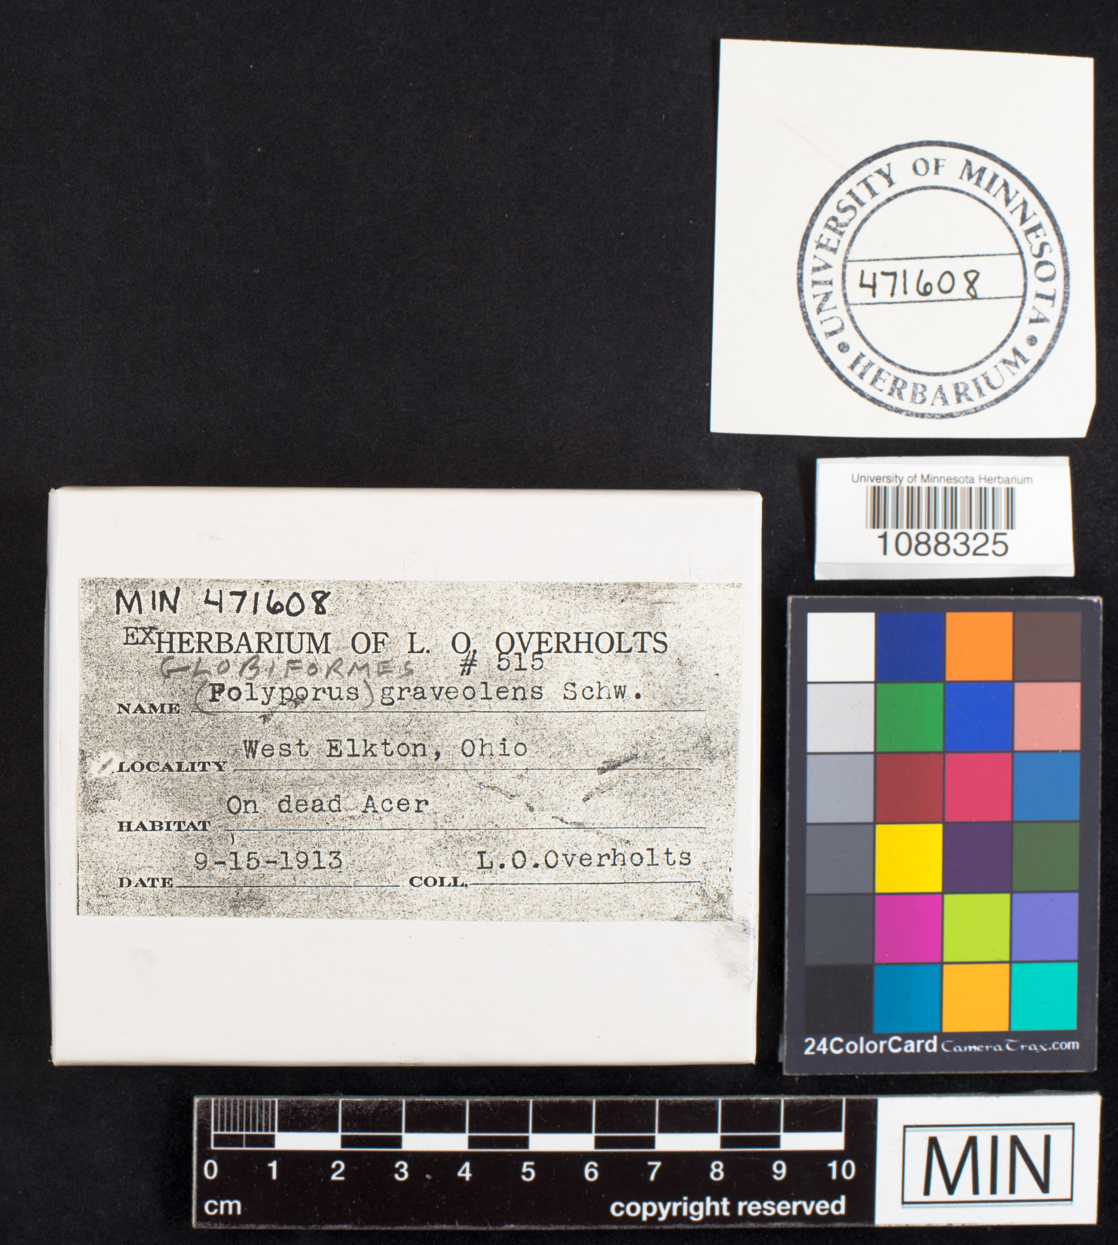 UNIVERSITY OF MINNESOTA
471608
• HERBARIUM •
University of Minnesota Herbarium
1088325
MIN 471608
EX HERBARIUM OF L. O. OVERHOLTS
GLOBIFORMES # 515
NAME (Polyporus) graveolens Schw.
LOCALITY West Elkton, Ohio
HABITAT On dead Acer
DATE 9-15-1913 COLL. L.O.Overholts
24ColorCard CameraTrax.com
0 1 2 3 4 5 6 7 8 9 10
cm copyright reserved
MIN